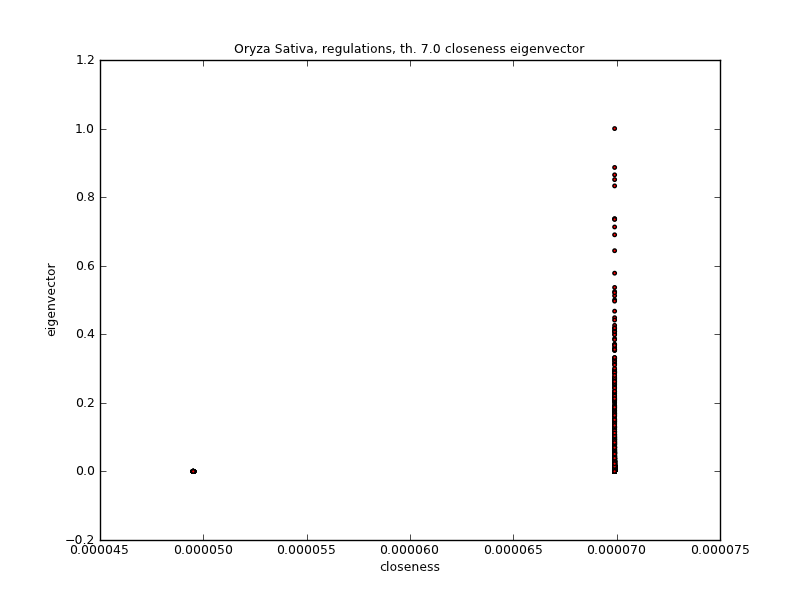 Oryza Sativa, regulations, th. 7.0 closeness eigenvector
1.2
1.0
0.8
0.6
0.4
0.2
0.0
−0.2
eigenvector
0.000045 0.000050 0.000055 0.000060 0.000065 0.000070 0.000075
closeness